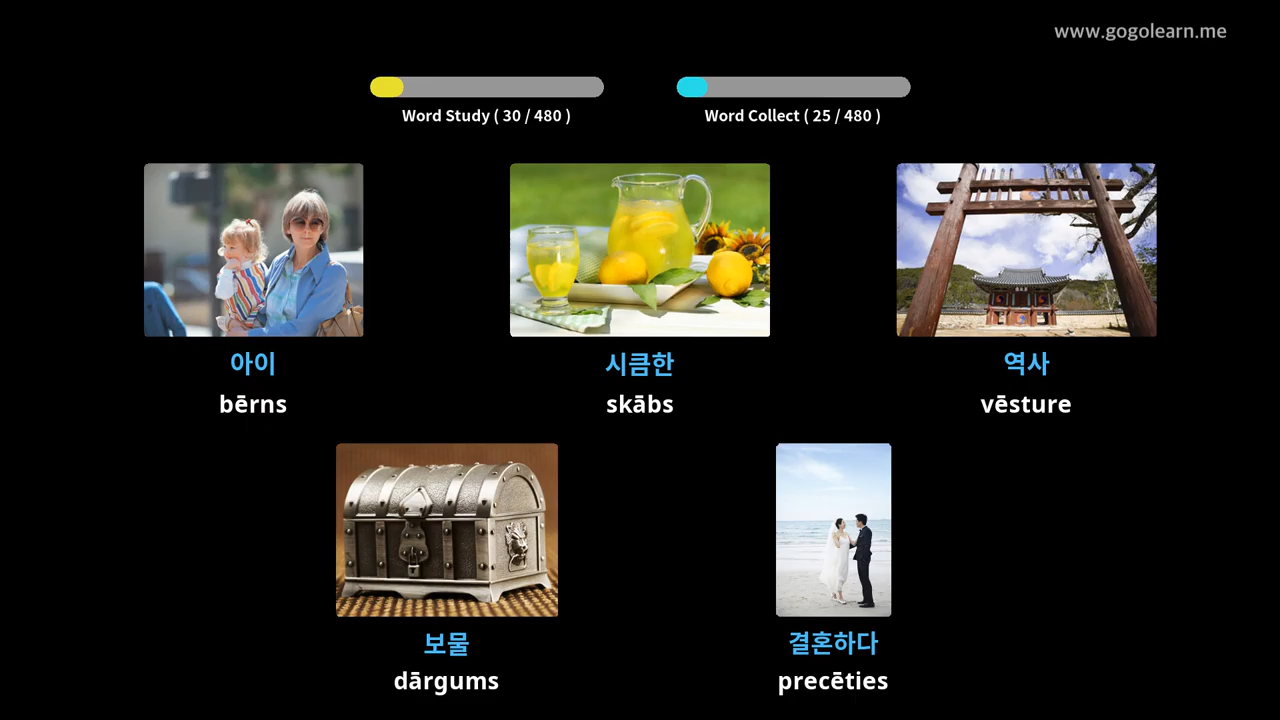 www.gogolearn.me
Word Study ( 30 / 480 )
Word Collect ( 25 / 480 )
아이
bērns
시큼한
skābs
역사
vēsture
보물
dārgums
결혼하다
precēties